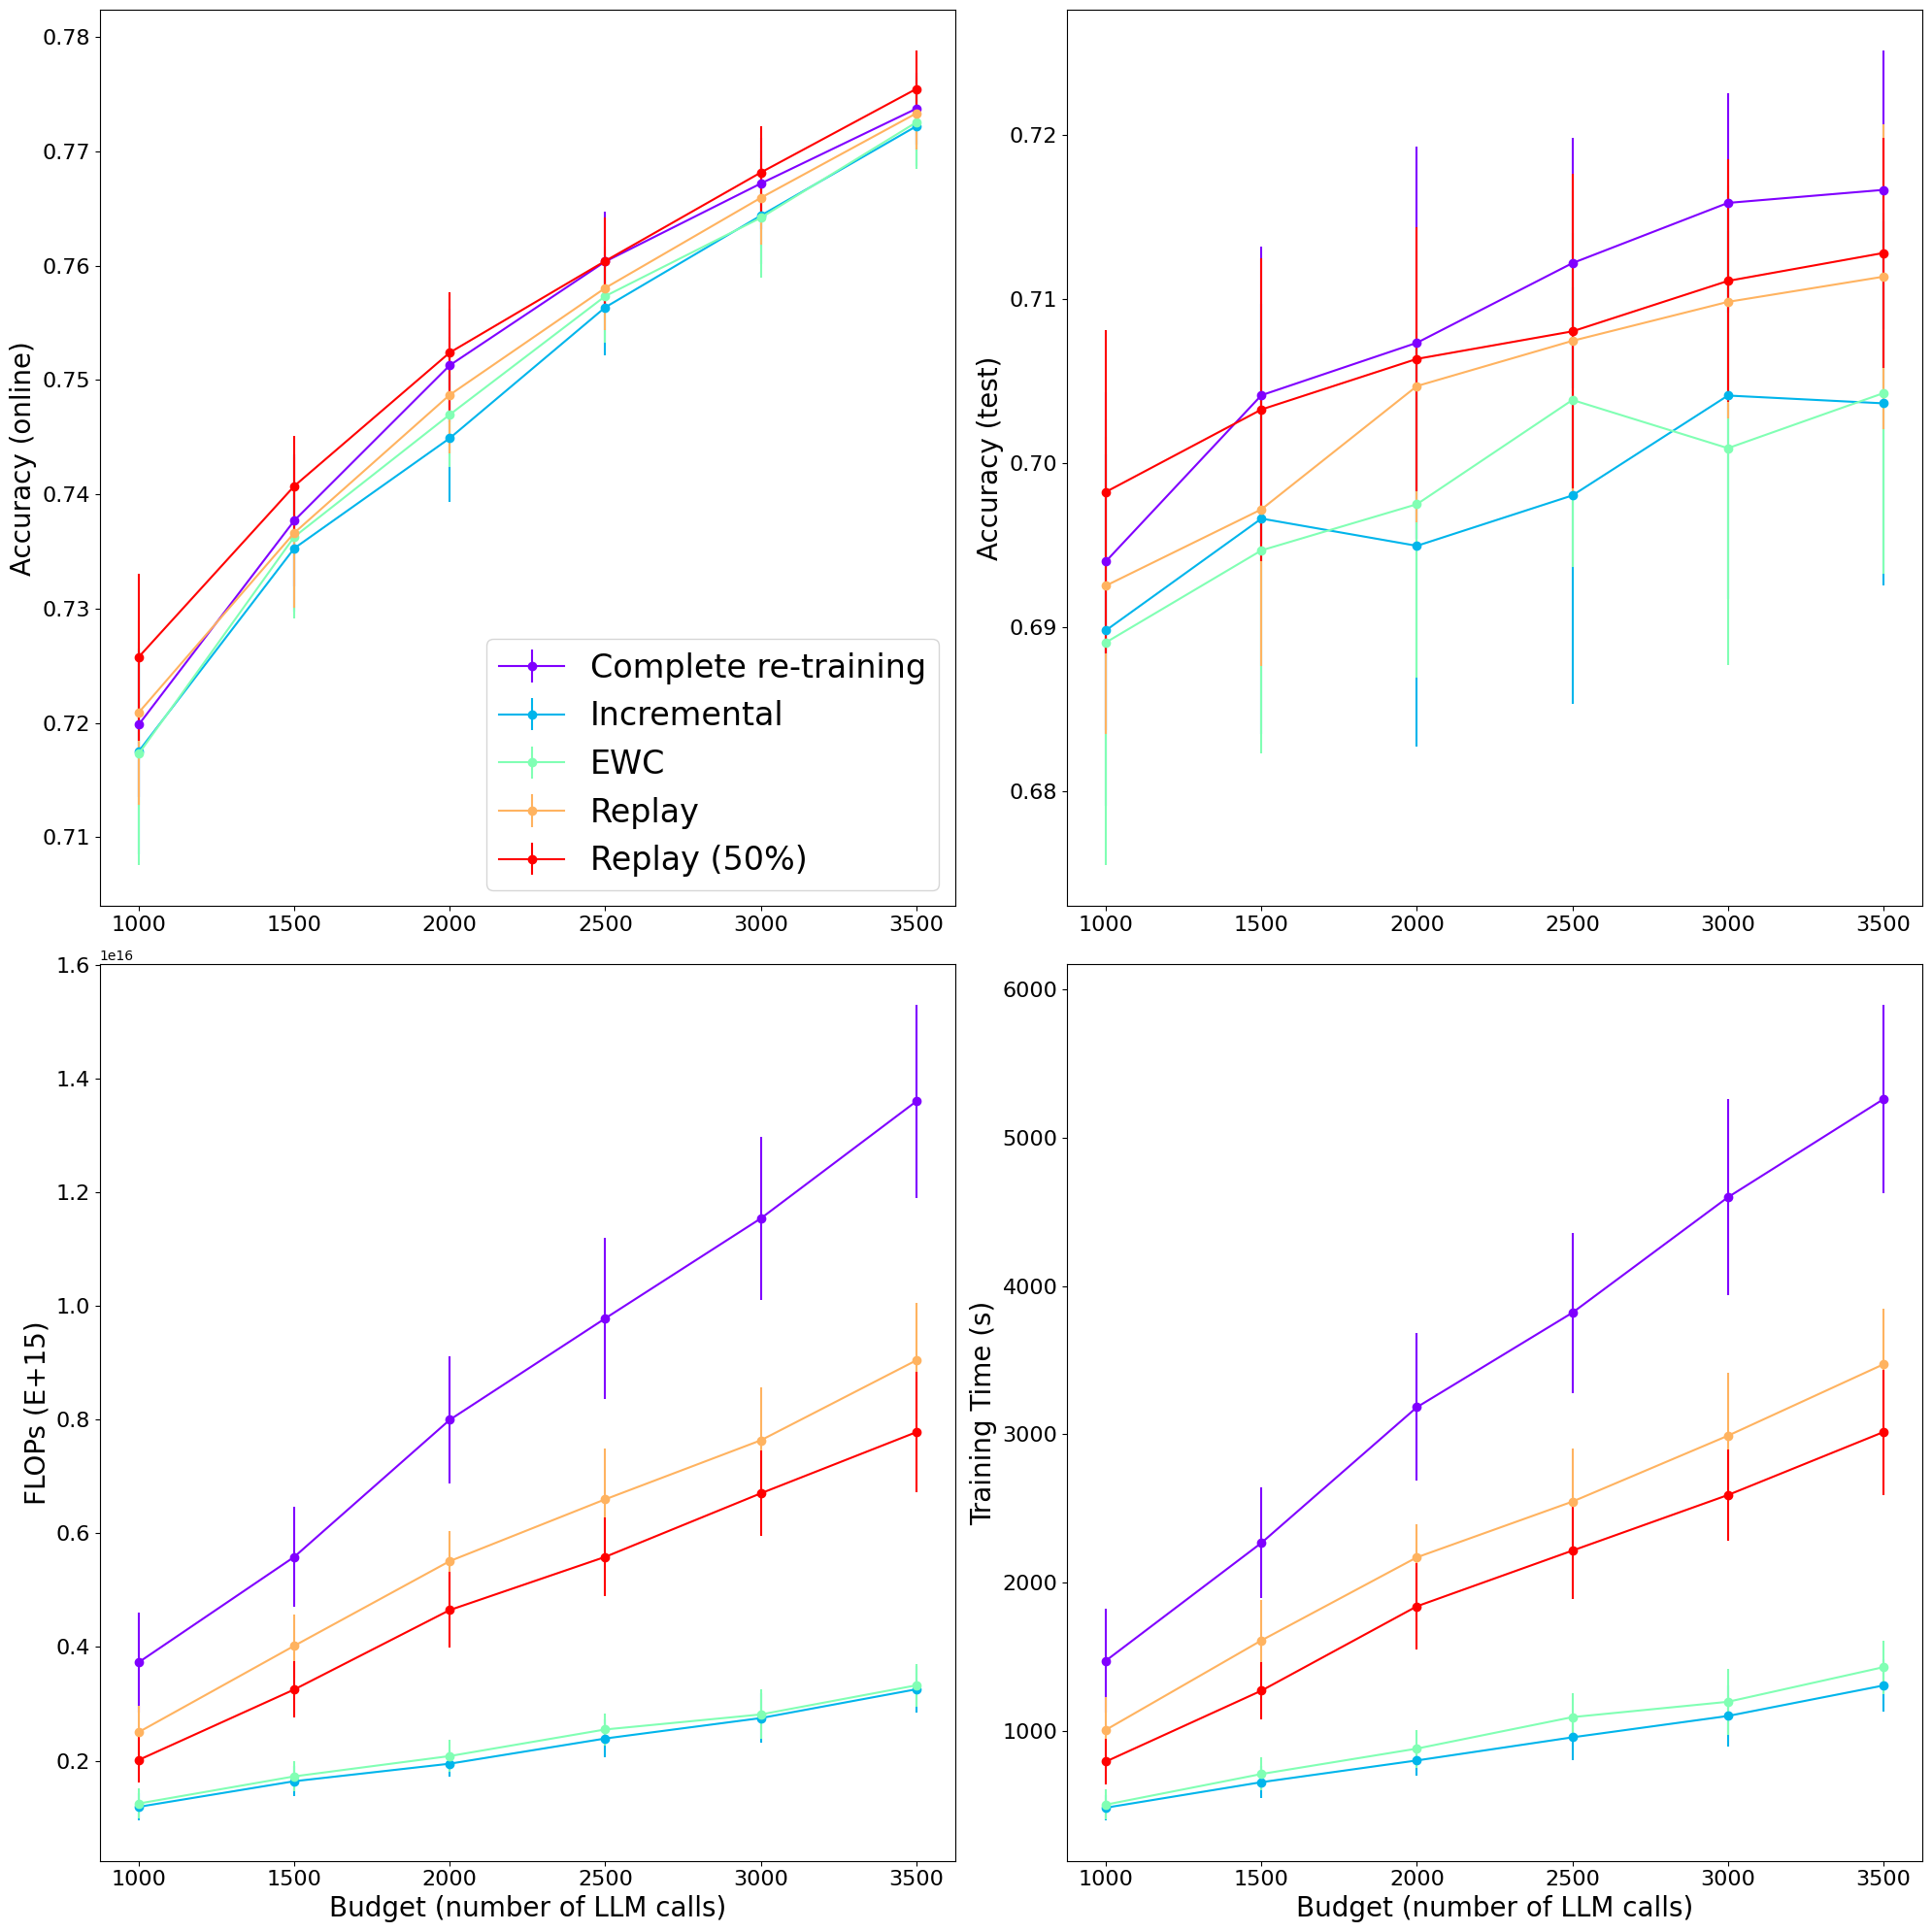 Accuracy (online)
0.78
0.77
0.76
0.75
0.74
0.73
0.72
0.71
1000 1500 2000 2500 3000 3500
Complete re-training
Incremental
EWC
Replay
Replay (50%)
Accuracy (test)
0.72
0.71
0.70
0.69
0.68
1000 1500 2000 2500 3000 3500
1e16
FLOPs (E+15)
1.6
1.4
1.2
1.0
0.8
0.6
0.4
0.2
1000 1500 2000 2500 3000 3500
Budget (number of LLM calls)
Training Time (s)
6000
5000
4000
3000
2000
1000
1000 1500 2000 2500 3000 3500
Budget (number of LLM calls)